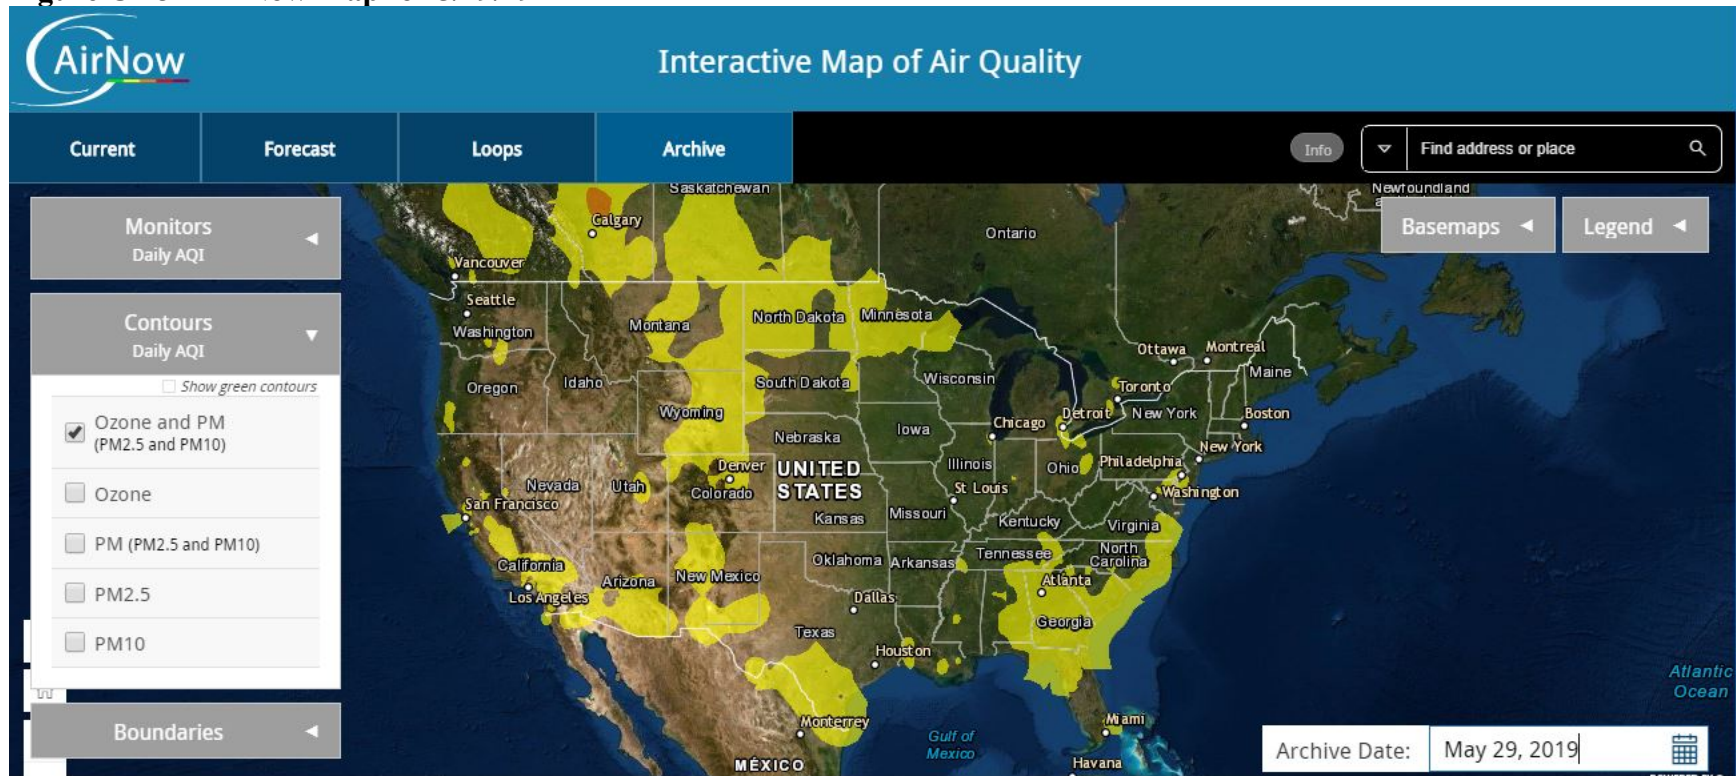 AirNow
Interactive Map of Air Quality
Current
Forecast
Loops
Archive
Info
Find address or place
Monitors
Daily AQI
Contours
Daily AQI
Show green contours
Ozone and PM
(PM2.5 and PM10)
Ozone
PM (PM2.5 and PM10)
PM2.5
PM10
Boundaries
Basemaps
Legend
Saskatchewan
Newfoundland
Calgary
Ontario
Vancouver
Seattle
Washington
Montana
North Dakota
Minnesota
Ottawa
Montreal
Maine
Oregon
Idaho
South Dakota
Wisconsin
Toronto
Wyoming
Detroit
New York
Boston
Chicago
Nebraska
Iowa
New York
Denver
UNITED
STATES
Illinois
Ohio
Philadelphia
Nevada
Utah
Colorado
St Louis
Washington
San Francisco
Kansas
Missouri
Kentucky
Virginia
California
Oklahoma
Arkansas
Tennessee
North
Carolina
Arizona
New Mexico
Atlanta
Los Angeles
Dallas
Texas
Georgia
Houston
Atlantic
Ocean
Monterrey
Miami
Gulf of
Mexico
MÉXICO
Havana
Archive Date:
May 29, 2019